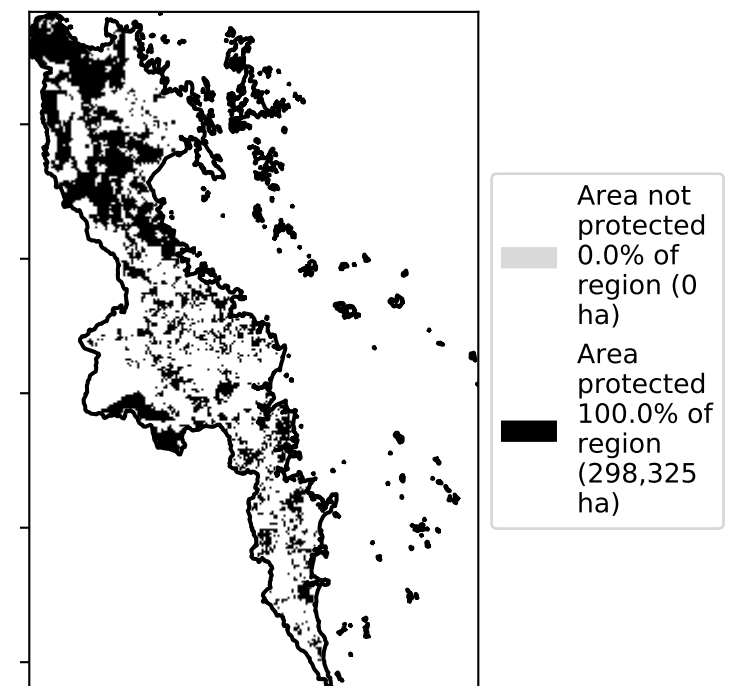 Area not
protected
0.0% of
region (0
ha)
Area
protected
100.0% of
region
(298,325
ha)